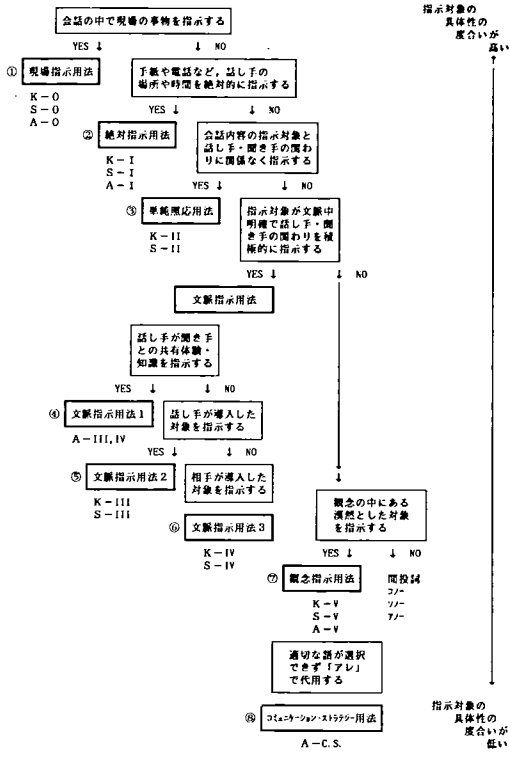 会話の中で現場の事物を指示する
指示対象の
具体性の
度合いが
高い
YES ↓ ↓ NO
① 現場指示用法
K－O
S－O
A－O
手紙や電話など，話し手の
場所や時間を絶対的に指示する
YES ↓ ↓ NO
② 絶対指示用法
K－I
S－I
A－I
会話内容の指示対象と
話し手・聞き手の関わ
りに関係なく指示する
YES ↓ ↓ NO
③ 単純照応用法
K－II
S－II
指示対象が文脈中
明確で話し手・聞
き手の関わりを積
極的に指示する
YES ↓ ↓ NO
文脈指示用法
話し手が聞き手
との共有体験・
知識を指示する
YES ↓ ↓ NO
④ 文脈指示用法１
A－III,IV
話し手が導入した
対象を指示する
YES ↓ ↓ NO
⑤ 文脈指示用法２
K－III
S－III
相手が導入した
対象を指示する
⑥ 文脈指示用法３
K－IV
S－IV
観念の中にある
漠然とした対象
を指示する
YES ↓ ↓ NO
⑦ 観念指示用法
K－V
S－V
A－V
間投詞
コノー
ソノー
アノー
適切な語が選択
できず「アレ」
で代用する
⑧ コミュニケーション・ストラテジー用法
A－C.S.
指示対象の
具体性の
度合いが
低い